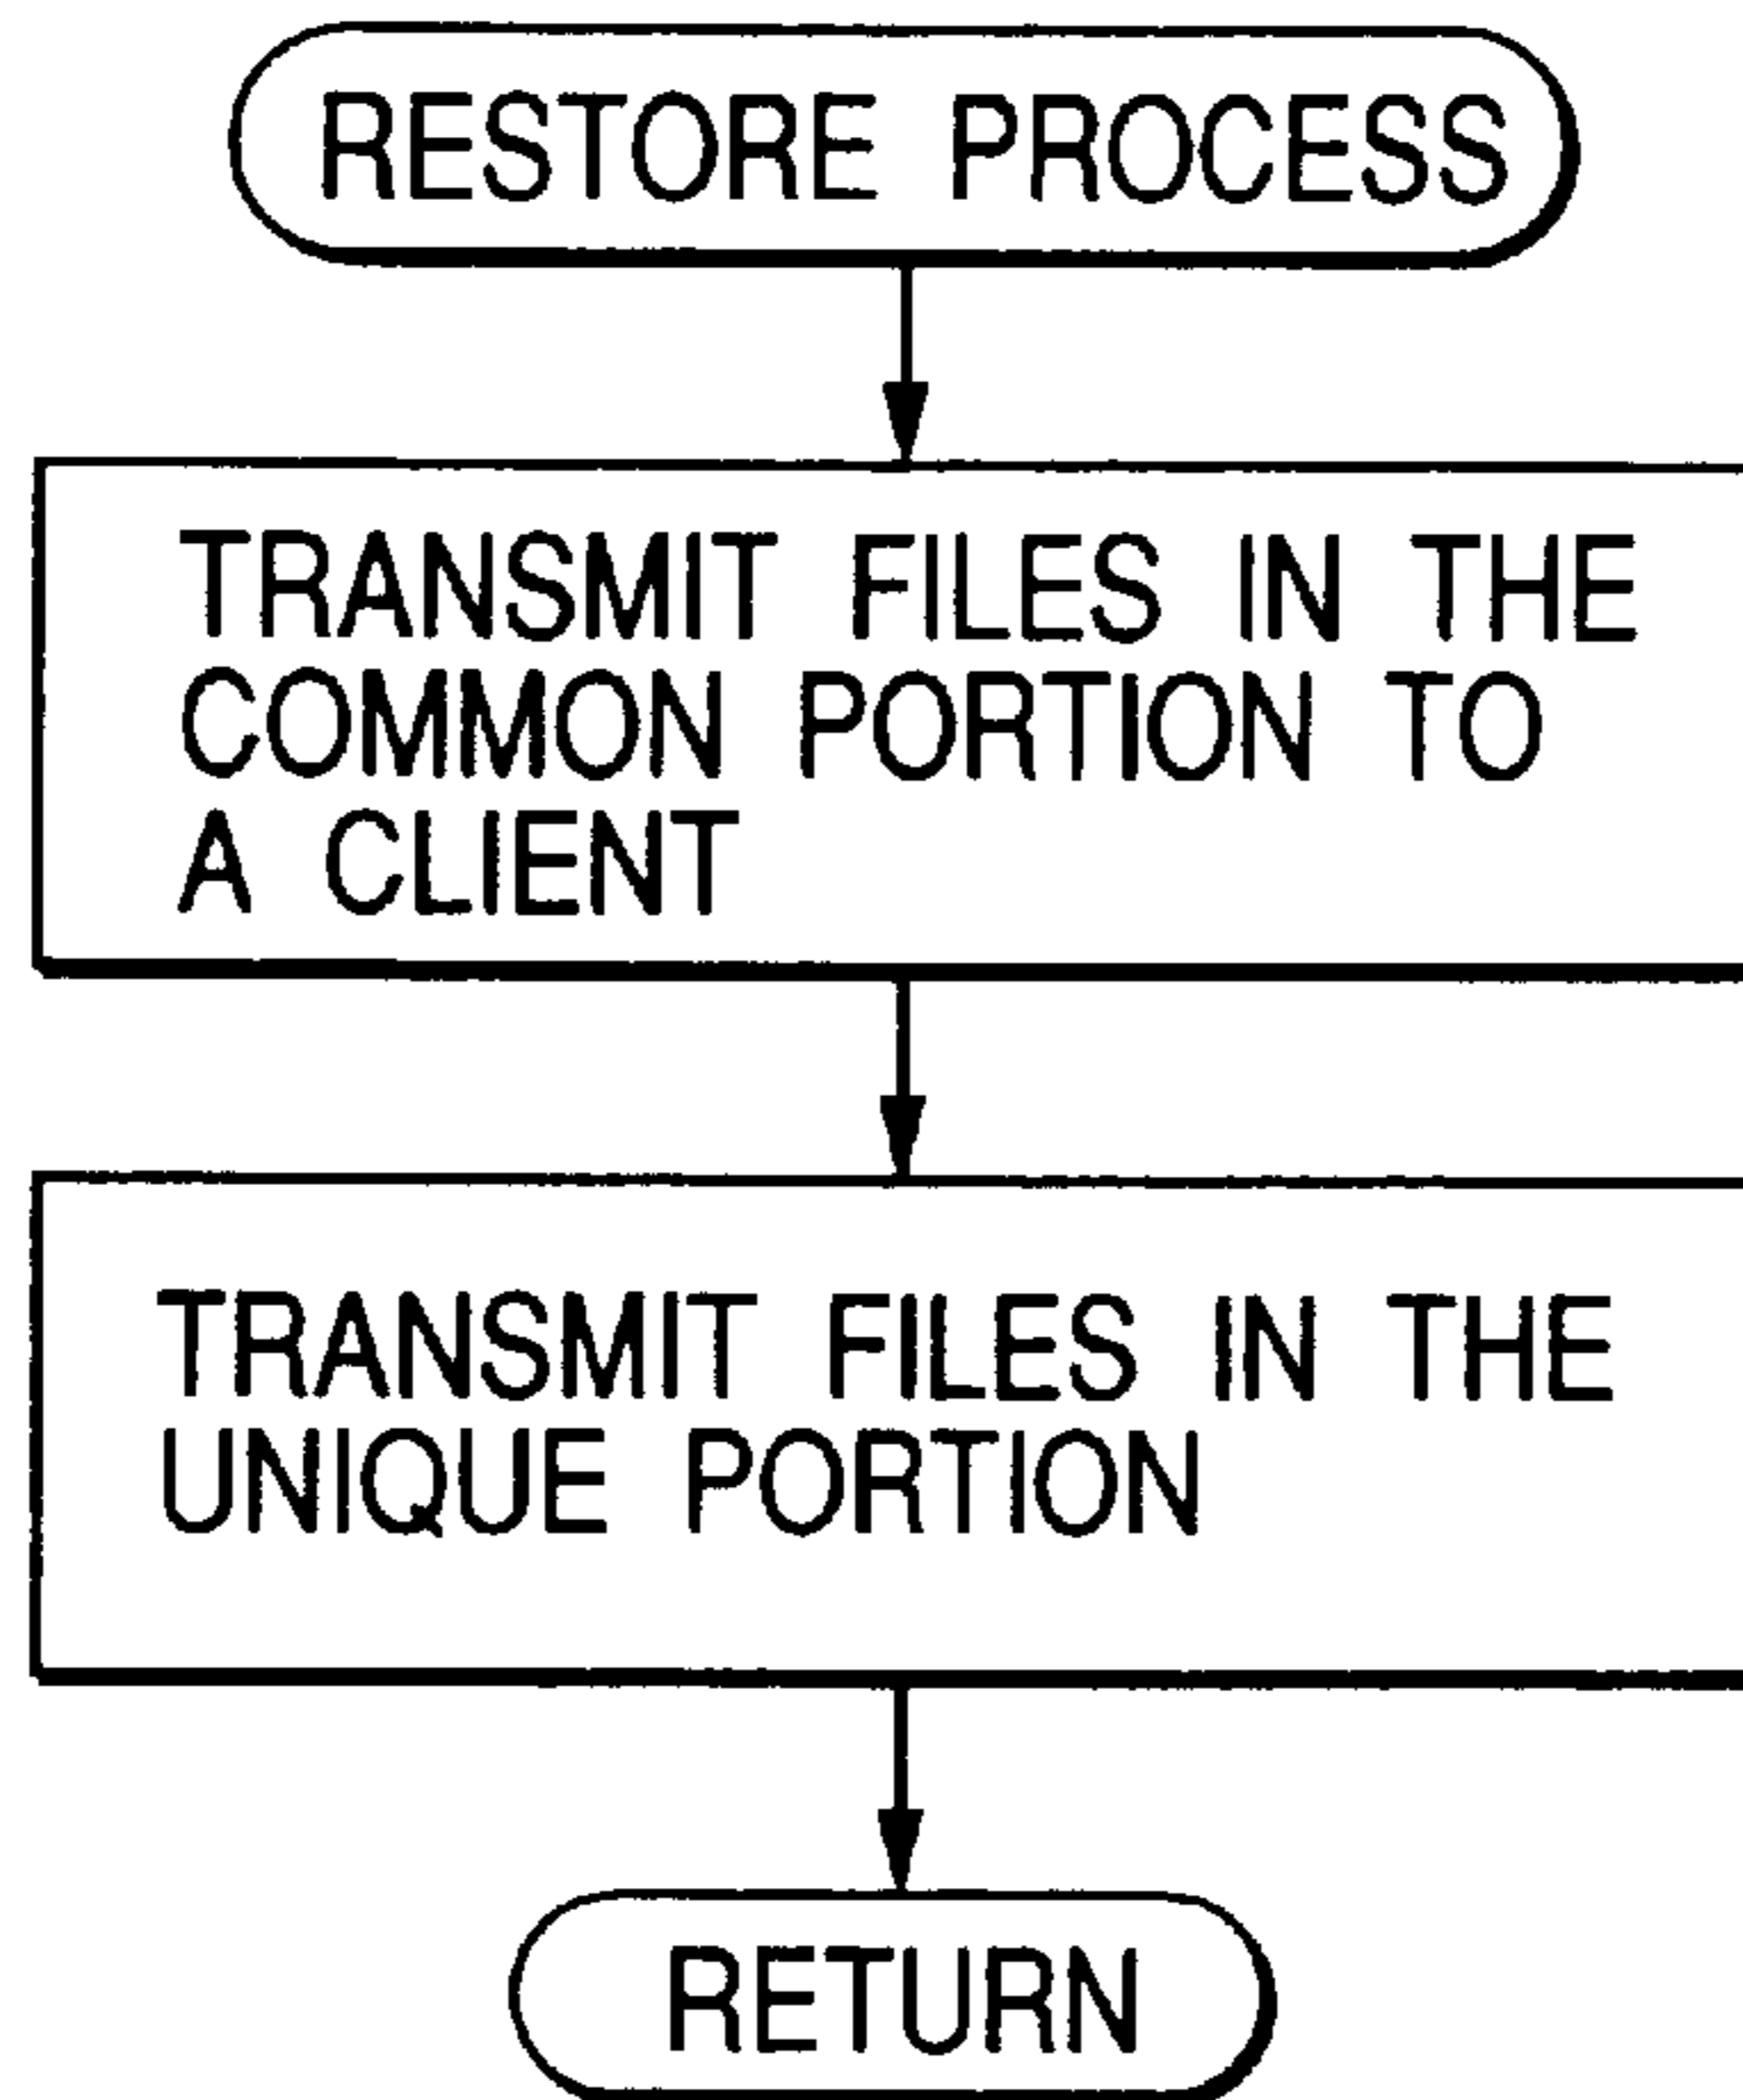 RESTORE PROCESS
TRANSMIT FILES IN THE
COMMON PORTION TO
A CLIENT
TRANSMIT FILES IN THE
UNIQUE PORTION
RETURN